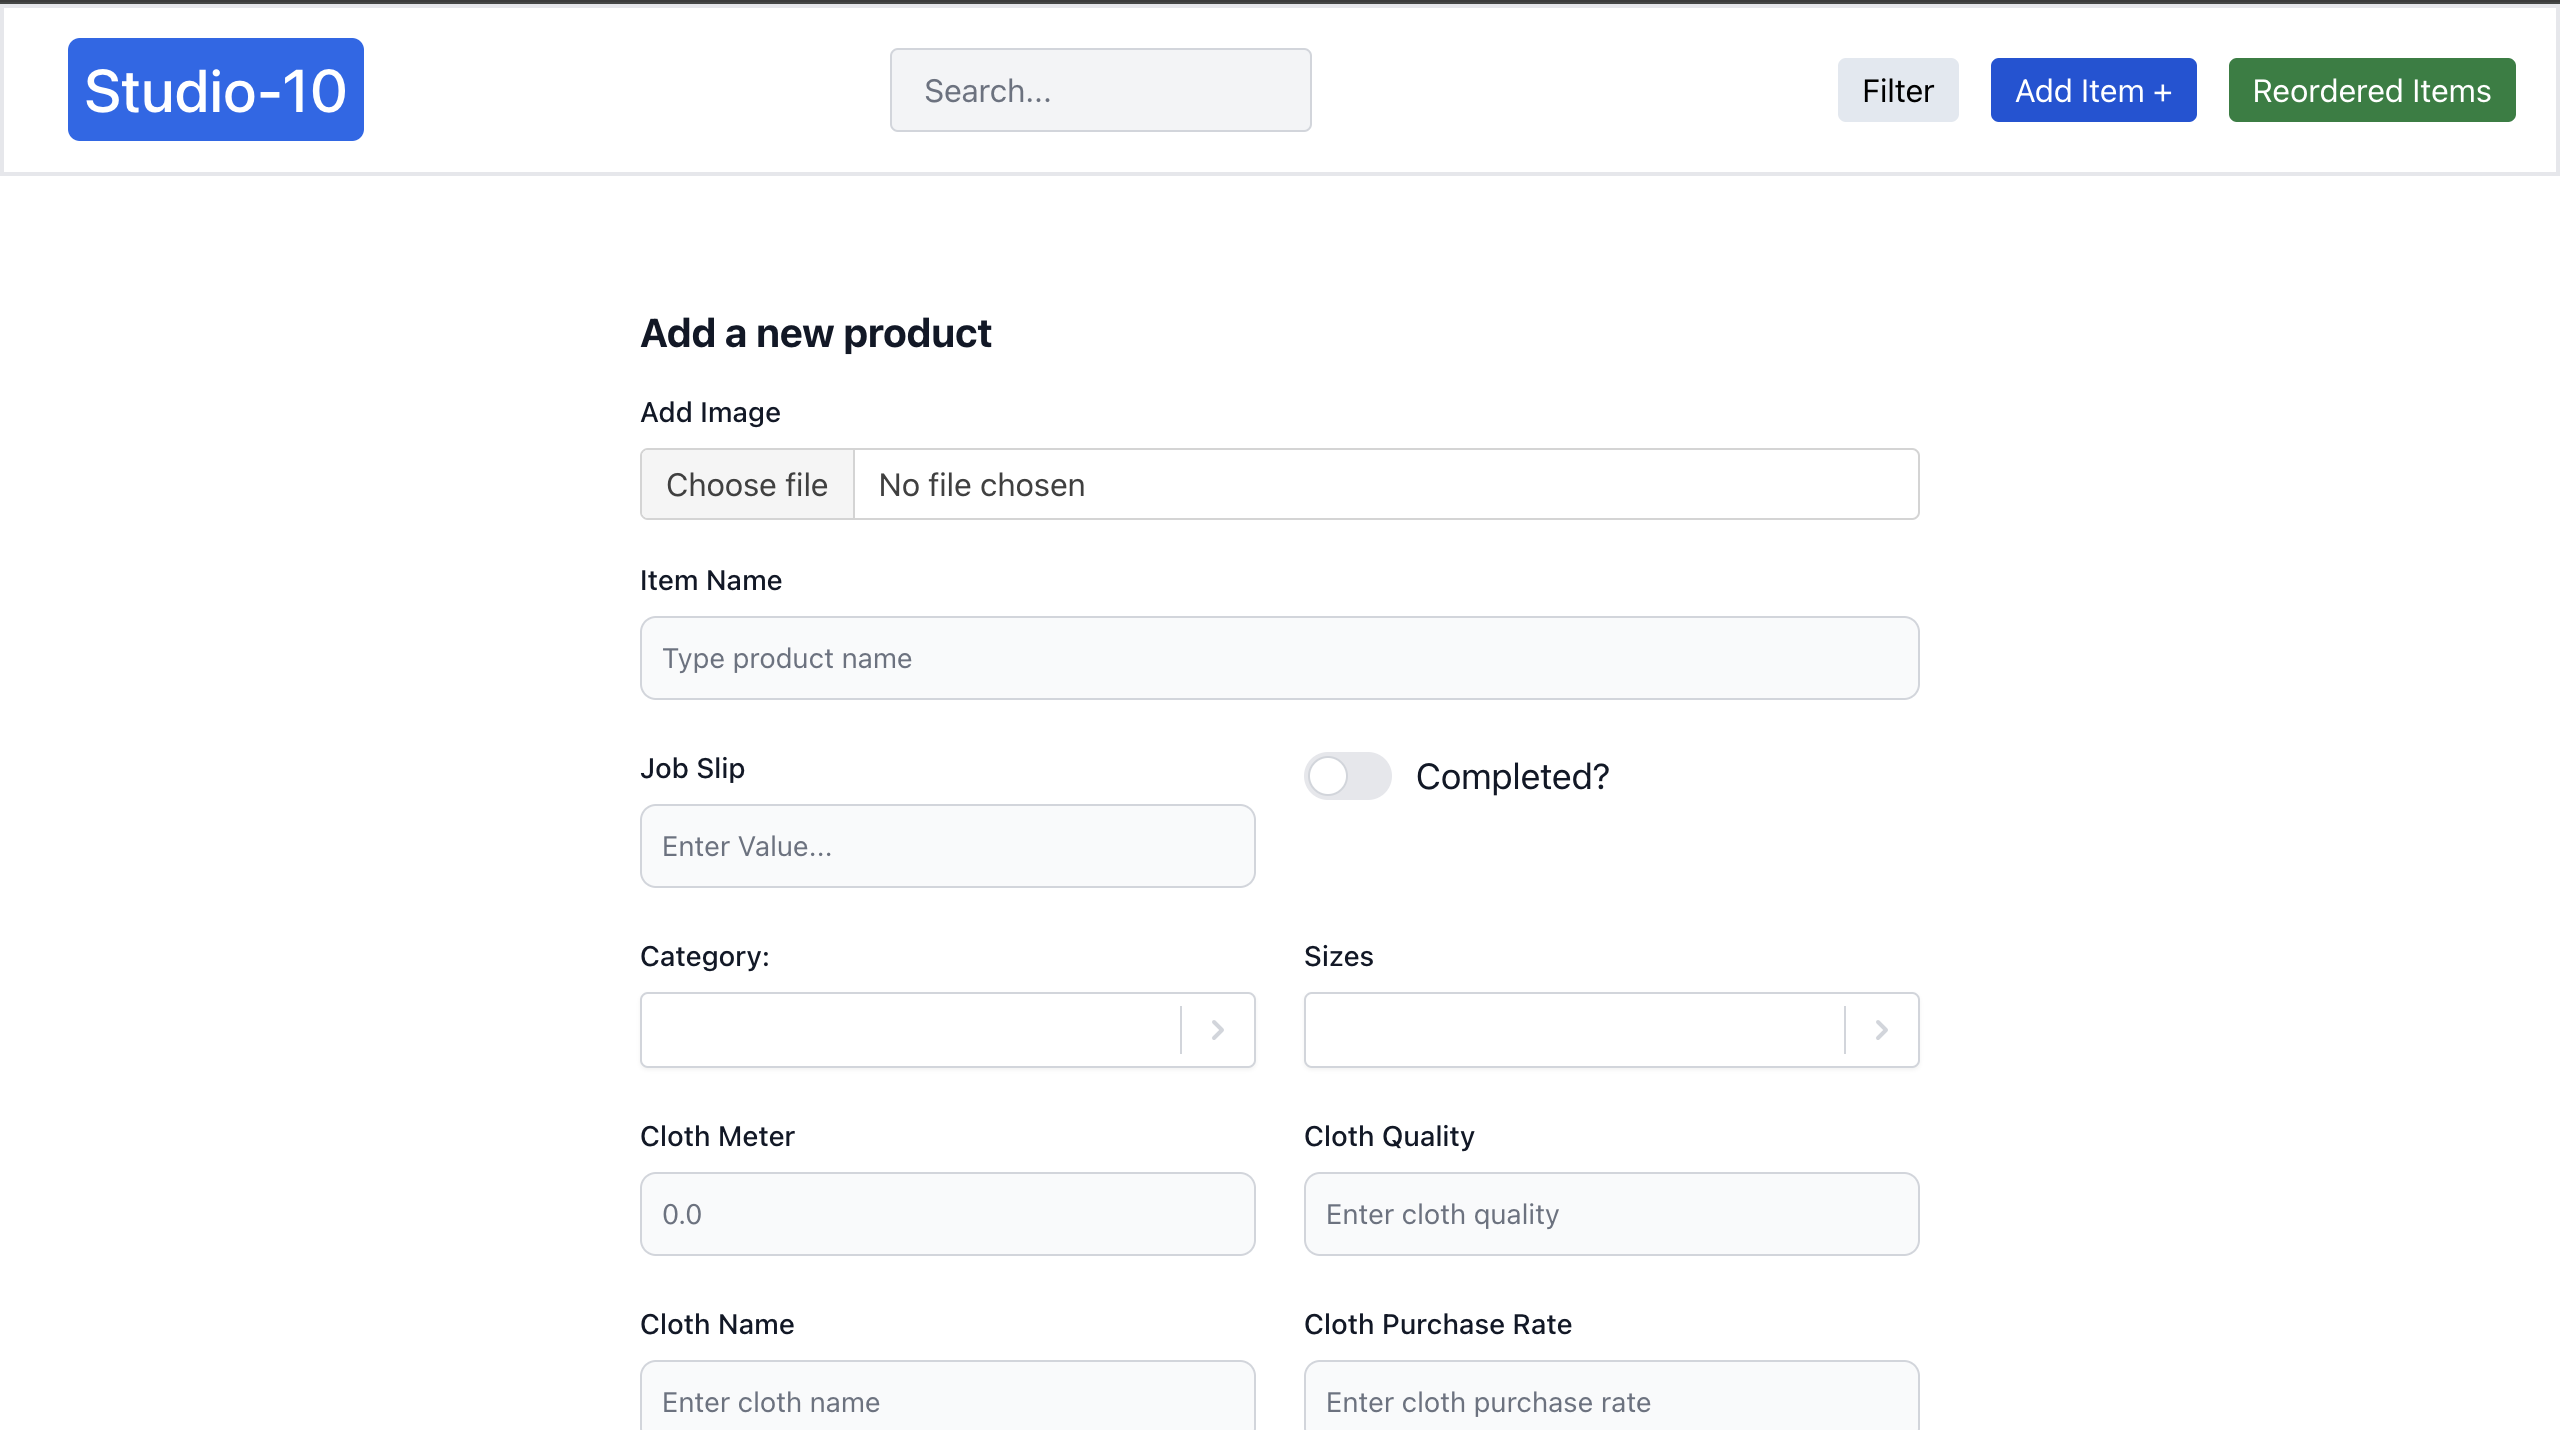 Studio-10
Search...
Filter
Add Item +
Reordered Items
Add a new product
Add Image
Choose file
No file chosen
Item Name
Type product name
Job Slip
Completed?
Enter Value...
Category:
Sizes
Cloth Meter
Cloth Quality
0.0
Enter cloth quality
Cloth Name
Cloth Purchase Rate
Enter cloth name
Enter cloth purchase rate